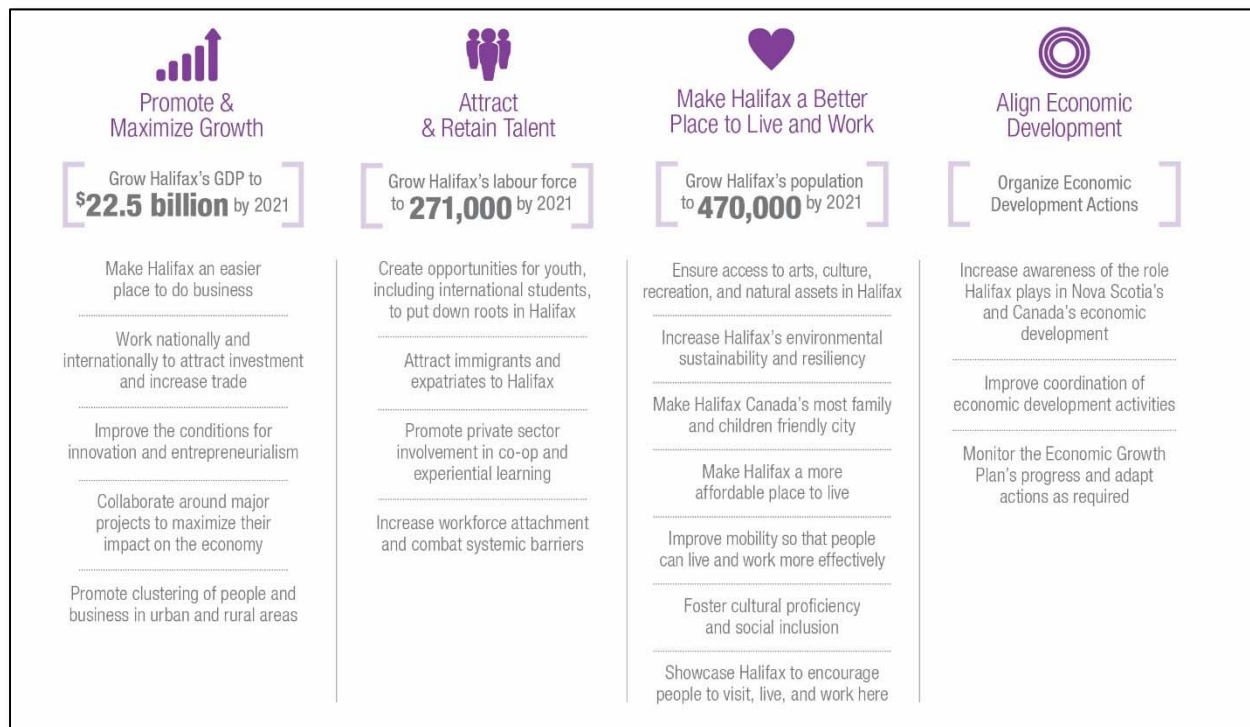 Promote &
Maximize Growth
Grow Halifax's GDP to
$22.5 billion by 2021
Make Halifax an easier
place to do business
Work nationally and
internationally to attract investment
and increase trade
Improve the conditions for
innovation and entrepreneurialism
Collaborate around major
projects to maximize their
impact on the economy
Promote clustering of people and
business in urban and rural areas
Attract
& Retain Talent
Grow Halifax's labour force
to 271,000 by 2021
Create opportunities for youth,
including international students,
to put down roots in Halifax
Attract immigrants and
expatriates to Halifax
Promote private sector
involvement in co-op and
experiential learning
Increase workforce attachment
and combat systemic barriers
Make Halifax a Better
Place to Live and Work
Grow Halifax's population
to 470,000 by 2021
Ensure access to arts, culture,
recreation, and natural assets in Halifax
Increase Halifax's environmental
sustainability and resiliency
Make Halifax Canada's most family
and children friendly city
Make Halifax a more
affordable place to live
Improve mobility so that people
can live and work more effectively
Foster cultural proficiency
and social inclusion
Showcase Halifax to encourage
people to visit, live, and work here
Align Economic
Development
Organize Economic
Development Actions
Increase awareness of the role
Halifax plays in Nova Scotia's
and Canada's economic
development
Improve coordination of
economic development activities
Monitor the Economic Growth
Plan's progress and adapt
actions as required